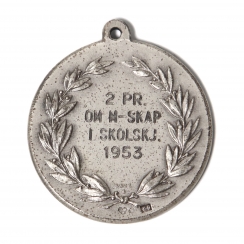 2 PR.
OM M-SKAP
I SKOLSKJ.
1953